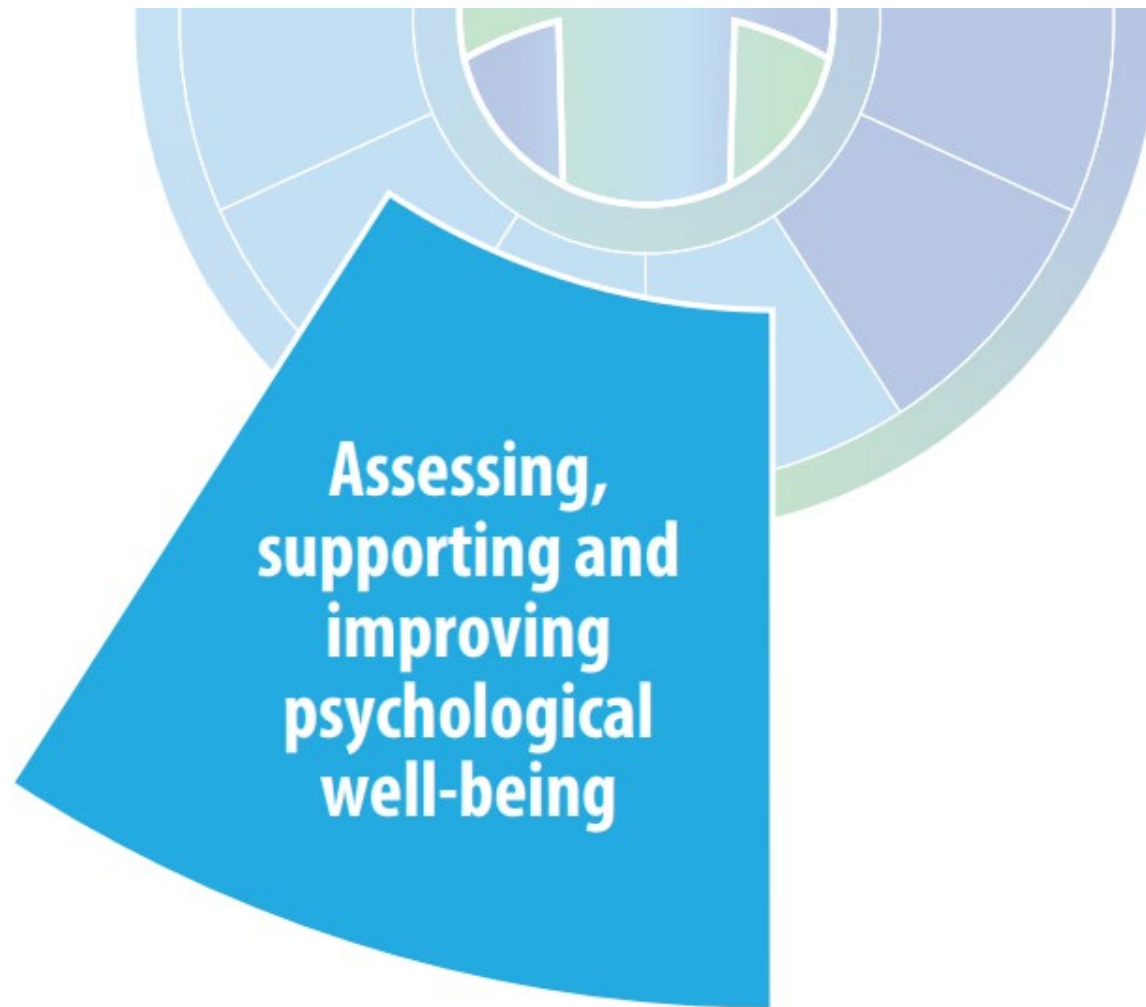 Assessing,
supporting and
improving
psychological
well-being